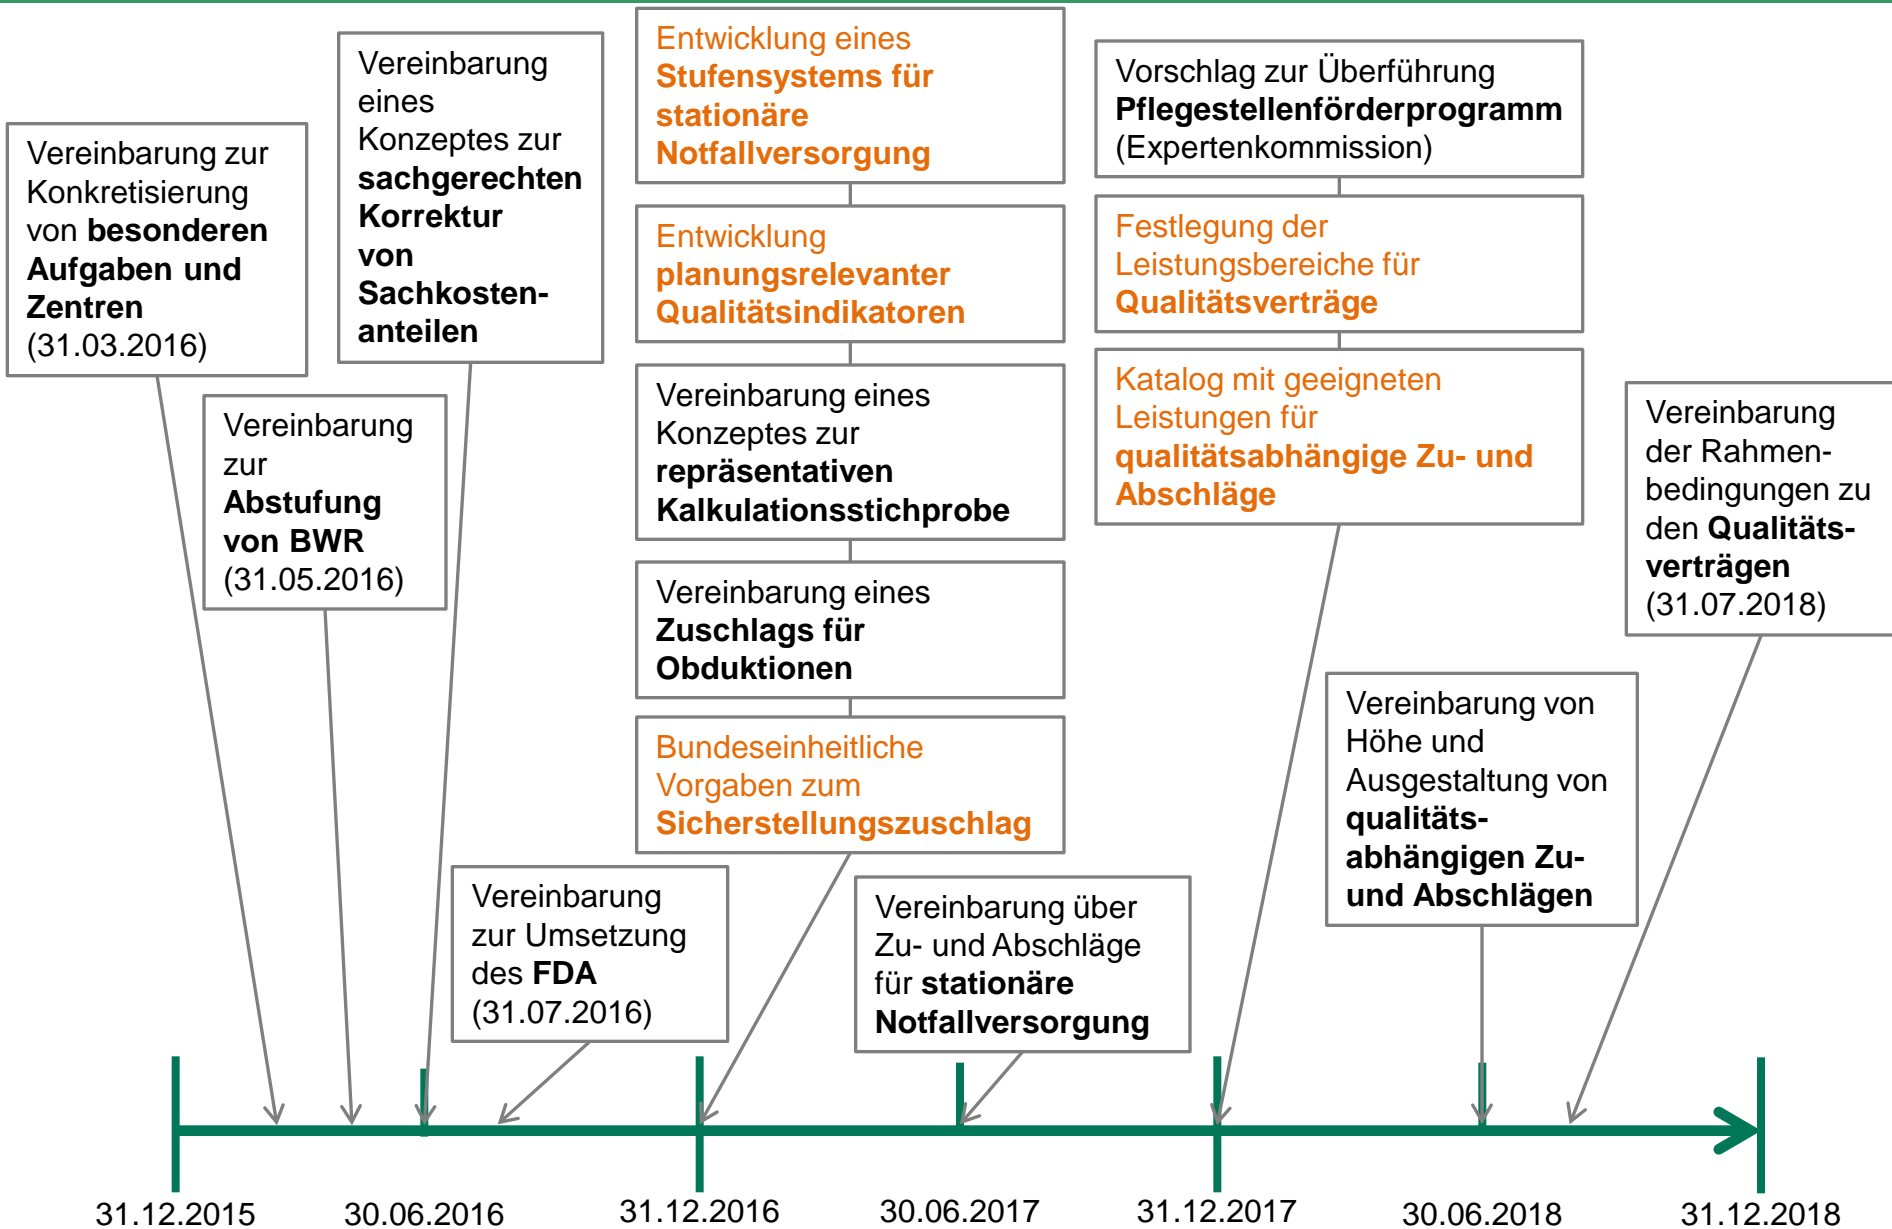 Vereinbarung zur
Konkretisierung
von besonderen
Aufgaben und
Zentren
(31.03.2016)
Vereinbarung
zur
Abstufung
von BWR
(31.05.2016)
Vereinbarung
eines
Konzeptes zur
sachgerechten
Korrektur
von
Sachkosten-
anteilen
Vereinbarung
zur Umsetzung
des FDA
(31.07.2016)
Entwicklung eines
Stufensystems für
stationäre
Notfallversorgung
Entwicklung
planungsrelevanter
Qualitätsindikatoren
Vereinbarung eines
Konzeptes zur
repräsentativen
Kalkulationsstichprobe
Vereinbarung eines
Zuschlags für
Obduktionen
Bundeseinheitliche
Vorgaben zum
Sicherstellungszuschlag
Vereinbarung über
Zu- und Abschläge
für stationäre
Notfallversorgung
Vorschlag zur Überführung
Pflegestellenförderprogramm
(Expertenkommission)
Festlegung der
Leistungsbereiche für
Qualitätsverträge
Katalog mit geeigneten
Leistungen für
qualitätsabhängige Zu- und
Abschläge
Vereinbarung von
Höhe und
Ausgestaltung von
qualitäts-
abhängigen Zu-
und Abschlägen
Vereinbarung
der Rahmen-
bedingungen zu
den Qualitäts-
verträgen
(31.07.2018)
31.12.2015
30.06.2016
31.12.2016
30.06.2017
31.12.2017
30.06.2018
31.12.2018